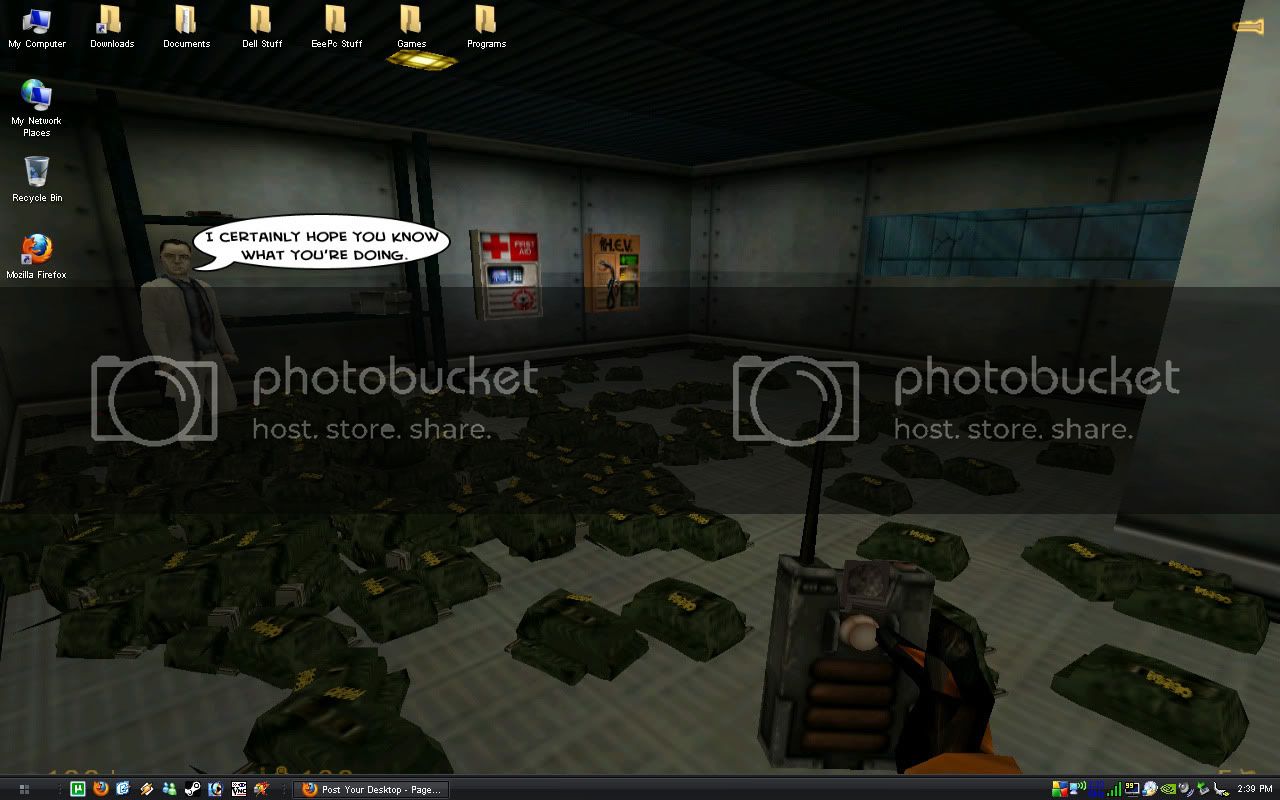 My Computer
Downloads
Documents
Dell Stuff
EeePc Stuff
Games
Programs
My Network
Places
Recycle Bin
Mozilla Firefox
I CERTAINLY HOPE YOU KNOW
WHAT YOU'RE DOING.
FIRST
AID
H.E.V.
photobucket
host. store. share.
photobucket
host. store. share.
Post Your Desktop - Page...
2:39 PM